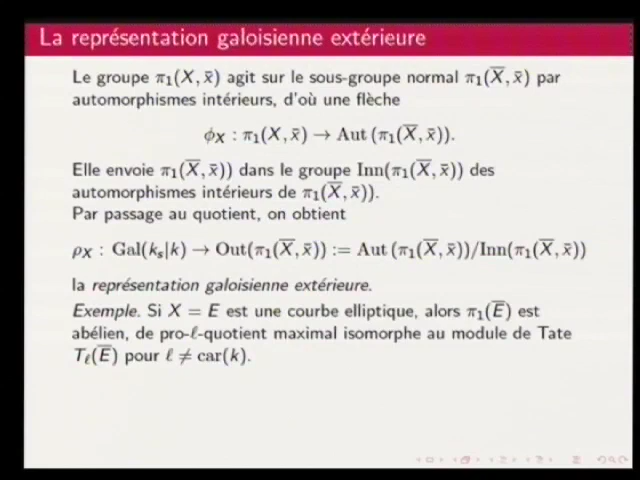 La représentation galoisienne extérieure
Le groupe π₁(X, x̄) agit sur le sous-groupe normal π₁(X̅, x̄) par
automorphismes intérieurs, d'où une flèche
ϕ_X : π₁(X, x̄) → Aut (π₁(X̅, x̄)).
Elle envoie π₁(X̅, x̄)) dans le groupe Inn(π₁(X̅, x̄)) des
automorphismes intérieurs de π₁(X̅, x̄)).
Par passage au quotient, on obtient
ρ_X : Gal(k_s|k) → Out(π₁(X̅, x̄)) := Aut (π₁(X̅, x̄))/Inn(π₁(X̅, x̄))
la représentation galoisienne extérieure.
Exemple. Si X = E est une courbe elliptique, alors π₁(E̅) est
abélien, de pro-ℓ-quotient maximal isomorphe au module de Tate
T_ℓ(E̅) pour ℓ ≠ car(k).